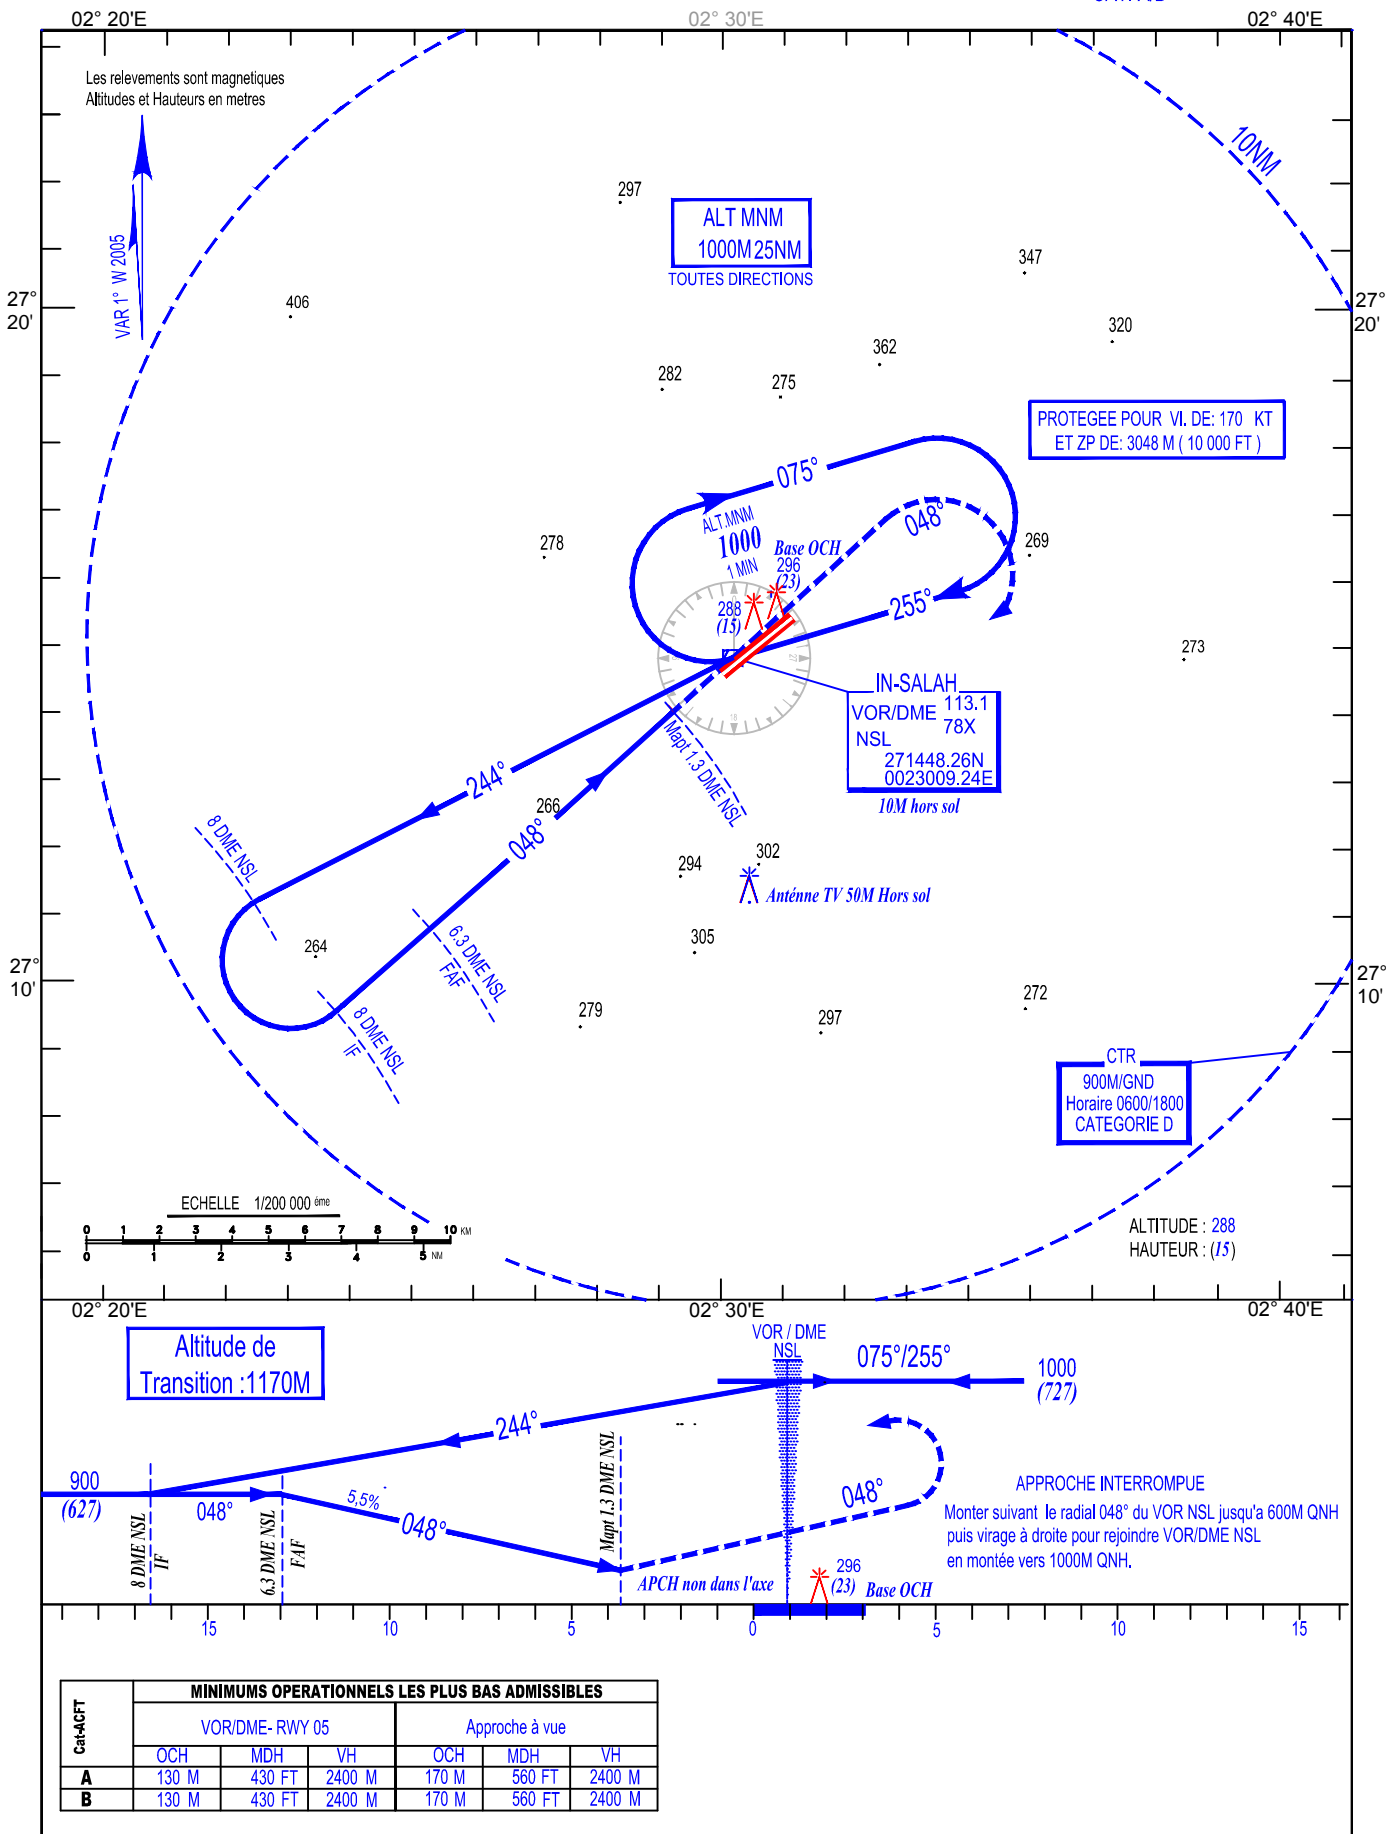 02° 20'E
02° 30'E
02° 40'E
Les relevements sont magnetiques
Altitudes et Hauteurs en metres
VAR 1° W 2005
10NM
297
ALT MNM
1000M 25NM
TOUTES DIRECTIONS
347
27°
20'
27°
20'
406
320
362
282
275
PROTEGEE POUR VI. DE: 170 KT
ET ZP DE: 3048 M ( 10 000 FT )
075°
048°
ALT.MNM
1000
1 MIN
Base OCH
296
(23)
278
269
288
(15)
255°
273
IN-SALAH
VOR/DME 113.1
78X
NSL
271448.26N
0023009.24E
10M hors sol
Mapt 1.3 DME NSL
244°
266
048°
8 DME NSL
294
302
Anténne TV 50M Hors sol
264
6.3 DME NSL
FAF
305
27°
10'
27°
10'
8 DME NSL
IF
279
297
272
CTR
900M/GND
Horaire 0600/1800
CATEGORIE D
ECHELLE 1/200 000 éme
0 1 2 3 4 5 6 7 8 9 10 KM
0 1 2 3 4 5 NM
ALTITUDE : 288
HAUTEUR : (15)
02° 20'E
02° 30'E
02° 40'E
Altitude de
Transition :1170M
VOR / DME
NSL
075°/255°
1000
(727)
244°
900
(627)
048°
5,5%
048°
048°
8 DME NSL
IF
6.3 DME NSL
FAF
Mapt 1.3 DME NSL
APPROCHE INTERROMPUE
Monter suivant le radial 048° du VOR NSL jusqu'a 600M QNH
puis virage à droite pour rejoindre VOR/DME NSL
en montée vers 1000M QNH.
APCH non dans l'axe
296
(23)
Base OCH
15 10 5 0 5 10 15
Cat-ACFT
MINIMUMS OPERATIONNELS LES PLUS BAS ADMISSIBLES
VOR/DME- RWY 05 Approche à vue
OCH MDH VH OCH MDH VH
A 130 M 430 FT 2400 M 170 M 560 FT 2400 M
B 130 M 430 FT 2400 M 170 M 560 FT 2400 M